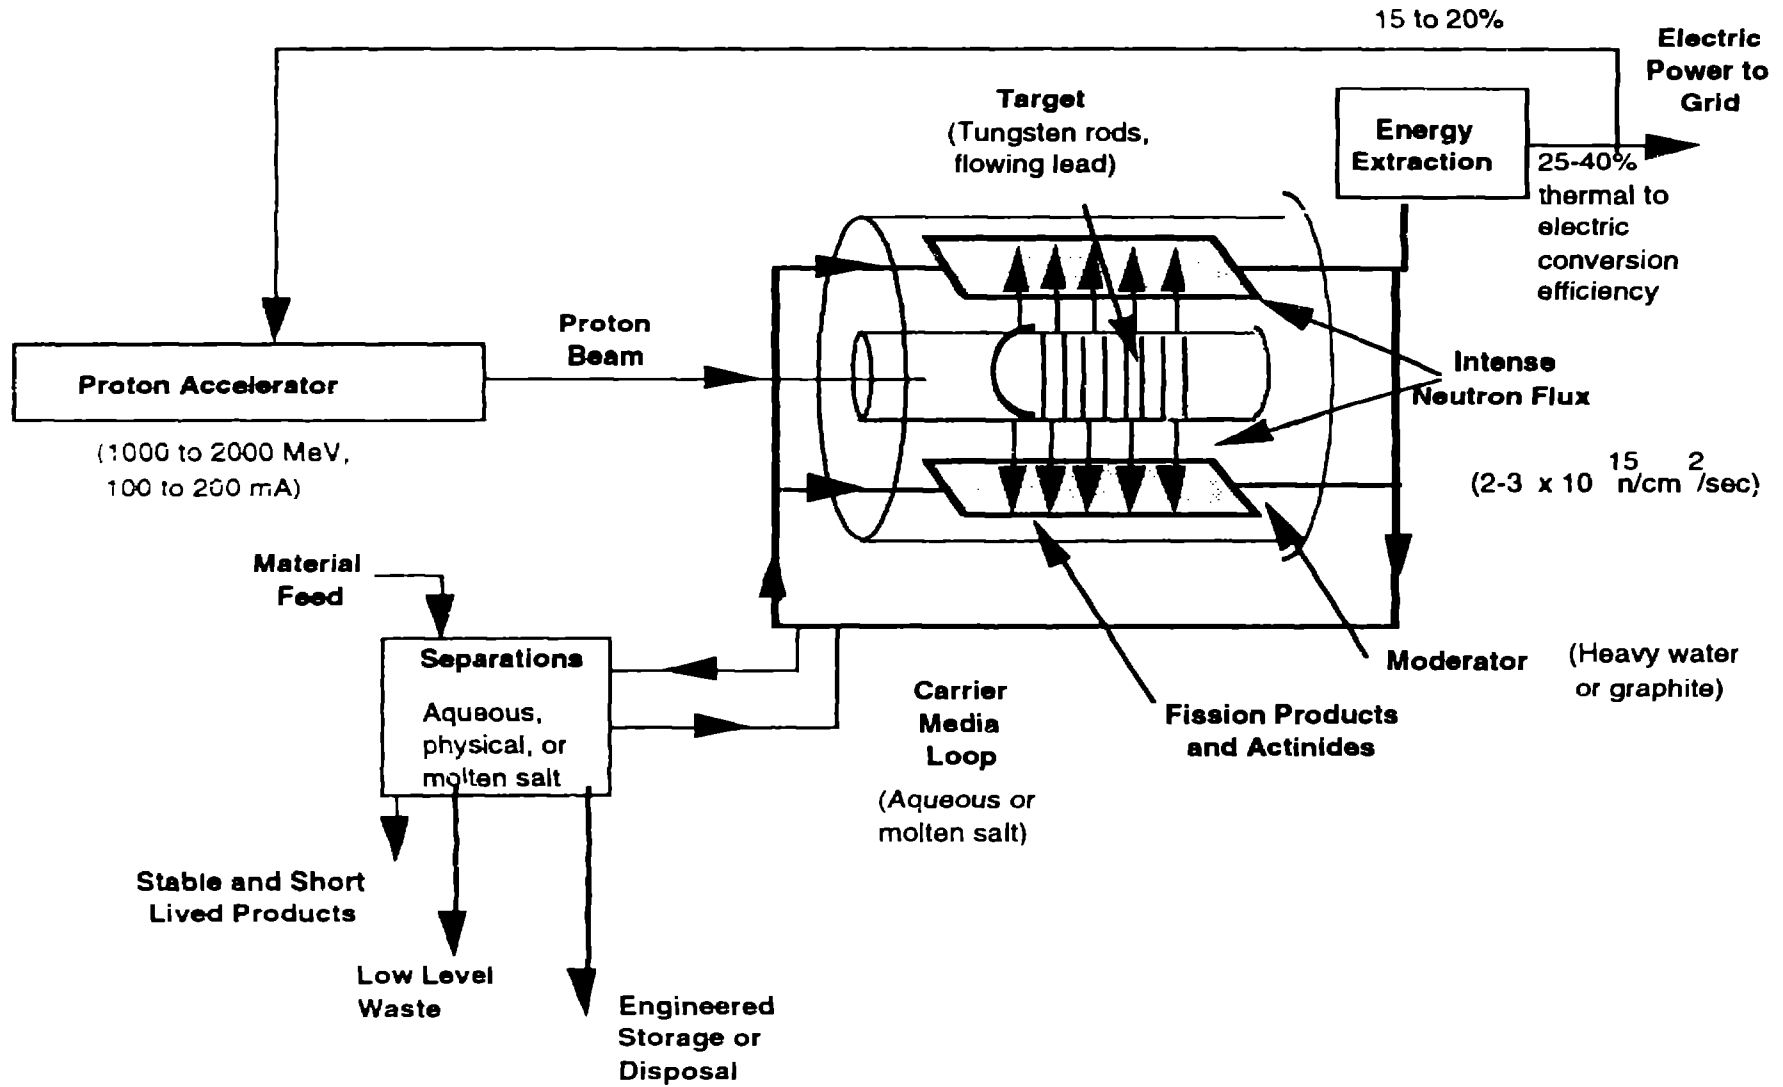 15 to 20%
Electric
Power to
Grid
Target
(Tungsten rods,
flowing lead)
Energy
Extraction
25-40%
thermal to
electric
conversion
efficiency
Proton
Beam
Proton Accelerator
(1000 to 2000 MeV,
100 to 200 mA)
Intense
Neutron Flux
(2-3 x 10 15 n/cm 2 /sec)
Material
Feed
Separations
Aqueous,
physical, or
molten salt
Carrier
Media
Loop
(Aqueous or
molten salt)
Moderator
(Heavy water
or graphite)
Fission Products
and Actinides
Stable and Short
Lived Products
Low Level
Waste
Engineered
Storage or
Disposal